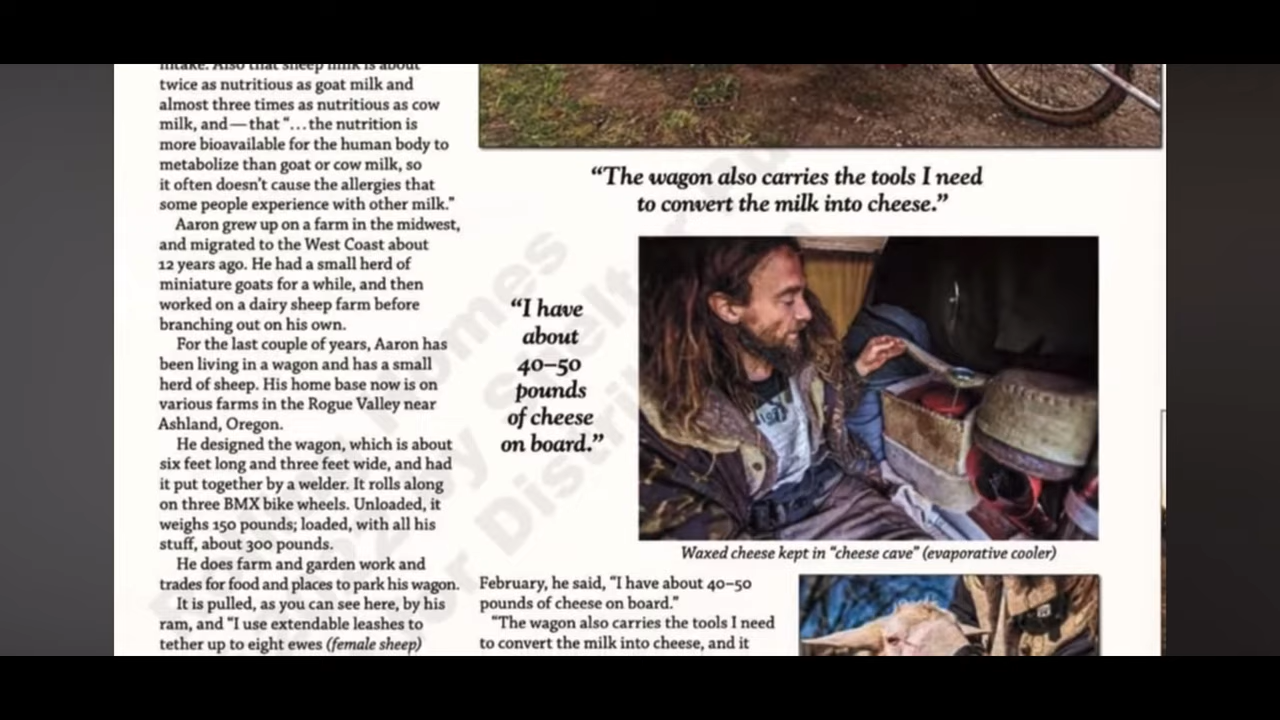 intake. Also that sheep milk is about
twice as nutritious as goat milk and
almost three times as nutritious as cow
milk, and—that “…the nutrition is
more bioavailable for the human body to
metabolize than goat or cow milk, so
it often doesn’t cause the allergies that
some people experience with other milk.”
Aaron grew up on a farm in the midwest,
and migrated to the West Coast about
12 years ago. He had a small herd of
miniature goats for a while, and then
worked on a dairy sheep farm before
branching out on his own.
For the last couple of years, Aaron has
been living in a wagon and has a small
herd of sheep. His home base now is on
various farms in the Rogue Valley near
Ashland, Oregon.
He designed the wagon, which is about
six feet long and three feet wide, and had
it put together by a welder. It rolls along
on three BMX bike wheels. Unloaded, it
weighs 150 pounds; loaded, with all his
stuff, about 300 pounds.
He does farm and garden work and
trades for food and places to park his wagon.
It is pulled, as you can see here, by his
ram, and “I use extendable leashes to
tether up to eight ewes (female sheep)
“The wagon also carries the tools I need
to convert the milk into cheese.”
“I have
about
40–50
pounds
of cheese
on board.”
Waxed cheese kept in “cheese cave” (evaporative cooler)
February, he said, “I have about 40–50
pounds of cheese on board.”
“The wagon also carries the tools I need
to convert the milk into cheese, and it